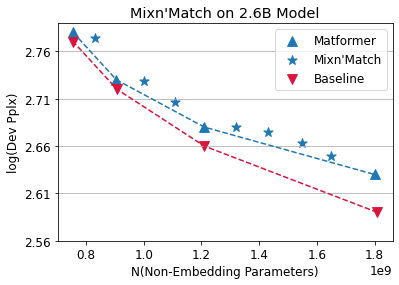 Mixn'Match on 2.6B Model
Matformer
Mixn'Match
Baseline
log(Dev Pplx)
2.76
2.71
2.66
2.61
2.56
0.8
1.0
1.2
1.4
1.6
1.8
1e9
N(Non-Embedding Parameters)